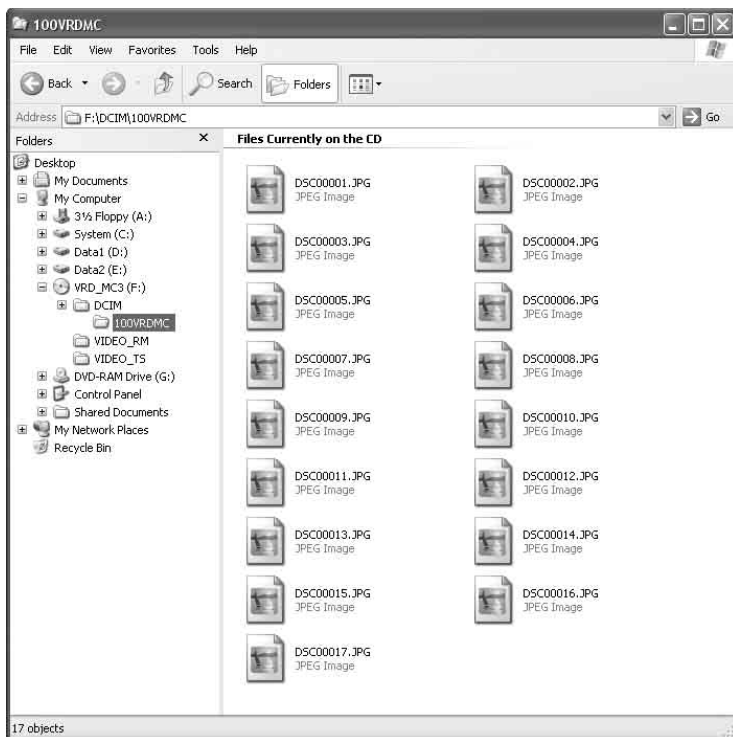 100VRDMC
File Edit View Favorites Tools Help
Back Search Folders
Address F:\DCIM\100VRDMC Go
Folders
Files Currently on the CD
Desktop
My Documents
My Computer
3½ Floppy (A:)
System (C:)
Data1 (D:)
Data2 (E:)
VRD_MC3 (F:)
DCIM
100VRDMC
VIDEO_RM
VIDEO_TS
DVD-RAM Drive (G:)
Control Panel
Shared Documents
My Network Places
Recycle Bin
DSC00001.JPG DSC00002.JPG
JPEG Image JPEG Image
DSC00003.JPG DSC00004.JPG
JPEG Image JPEG Image
DSC00005.JPG DSC00006.JPG
JPEG Image JPEG Image
DSC00007.JPG DSC00008.JPG
JPEG Image JPEG Image
DSC00009.JPG DSC00010.JPG
JPEG Image JPEG Image
DSC00011.JPG DSC00012.JPG
JPEG Image JPEG Image
DSC00013.JPG DSC00014.JPG
JPEG Image JPEG Image
DSC00015.JPG DSC00016.JPG
JPEG Image JPEG Image
DSC00017.JPG
JPEG Image
17 objects